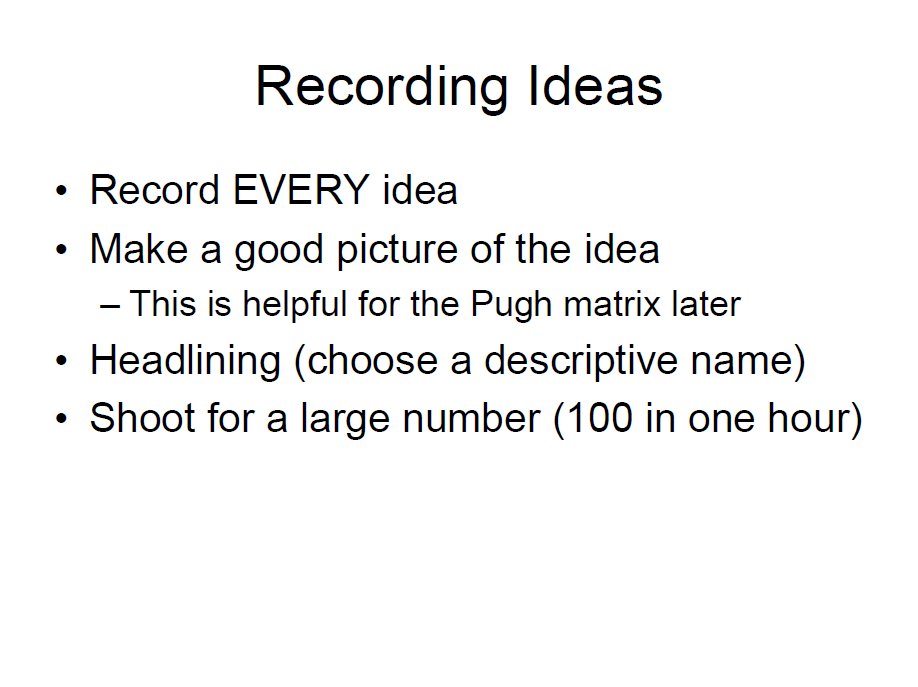 Recording Ideas
• Record EVERY idea
• Make a good picture of the idea
– This is helpful for the Pugh matrix later
• Headlining (choose a descriptive name)
• Shoot for a large number (100 in one hour)